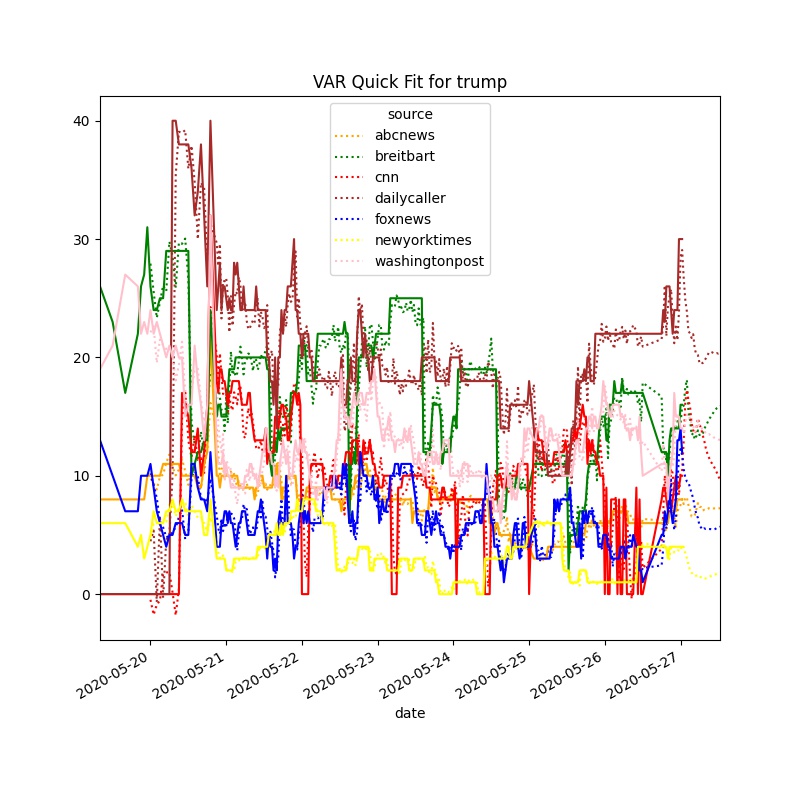 VAR Quick Fit for trump
source
abcnews
breitbart
cnn
dailycaller
foxnews
newyorktimes
washingtonpost
40
30
20
10
0
2020-05-20
2020-05-21
2020-05-22
2020-05-23
2020-05-24
2020-05-25
2020-05-26
2020-05-27
date